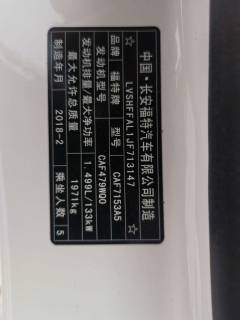 中国·长安福特汽车有限公司制造
☆LVSHFFAL1JF713147☆
品牌 福特牌 型号 CAF7153A5
发动机型号 CAF479WQ0
发动机排量/最大净功率 1.499L/133kW
最大允许总质量 1971kg
制造年月 2018-2 乘坐人数 5